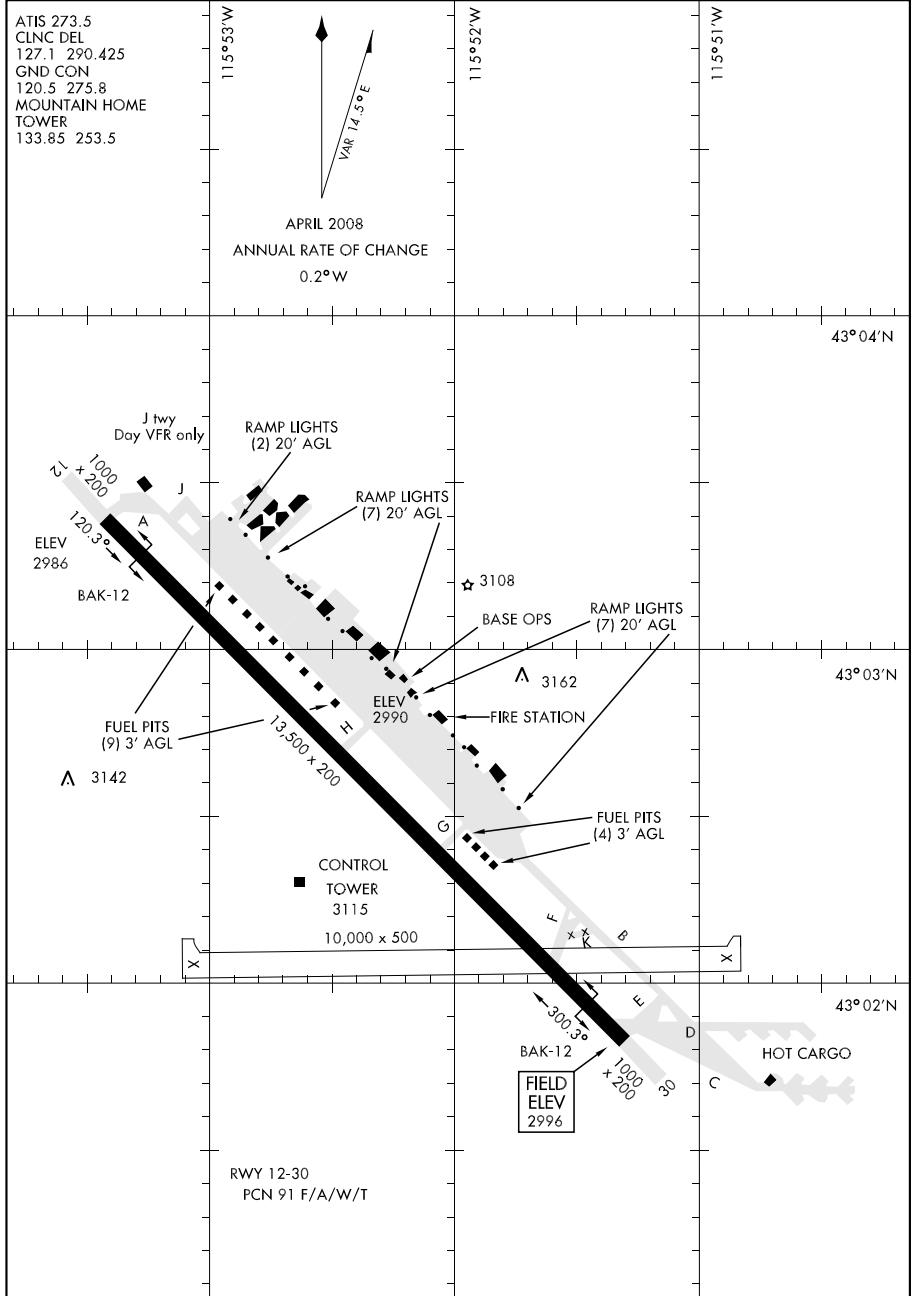 ATIS 273.5
CLNC DEL
127.1 290.425
GND CON
120.5 275.8
MOUNTAIN HOME
TOWER
133.85 253.5
115°53'W
115°52'W
115°51'W
VAR 14.5°E
APRIL 2008
ANNUAL RATE OF CHANGE
0.2°W
43°04'N
J twy
Day VFR only
RAMP LIGHTS
(2) 20' AGL
RAMP LIGHTS
(7) 20' AGL
12
1000
x 200
J
A
120.3°
ELEV
2986
BAK-12
3108
BASE OPS
RAMP LIGHTS
(7) 20' AGL
43°03'N
3162
ELEV
2990
FIRE STATION
H
FUEL PITS
(9) 3' AGL
13,500 x 200
3142
FUEL PITS
(4) 3' AGL
G
CONTROL
TOWER
3115
10,000 x 500
F
x x
K
B
X
X
43°02'N
E
300.3°
D
BAK-12
HOT CARGO
1000
x 200
30
C
FIELD
ELEV
2996
RWY 12-30
PCN 91 F/A/W/T